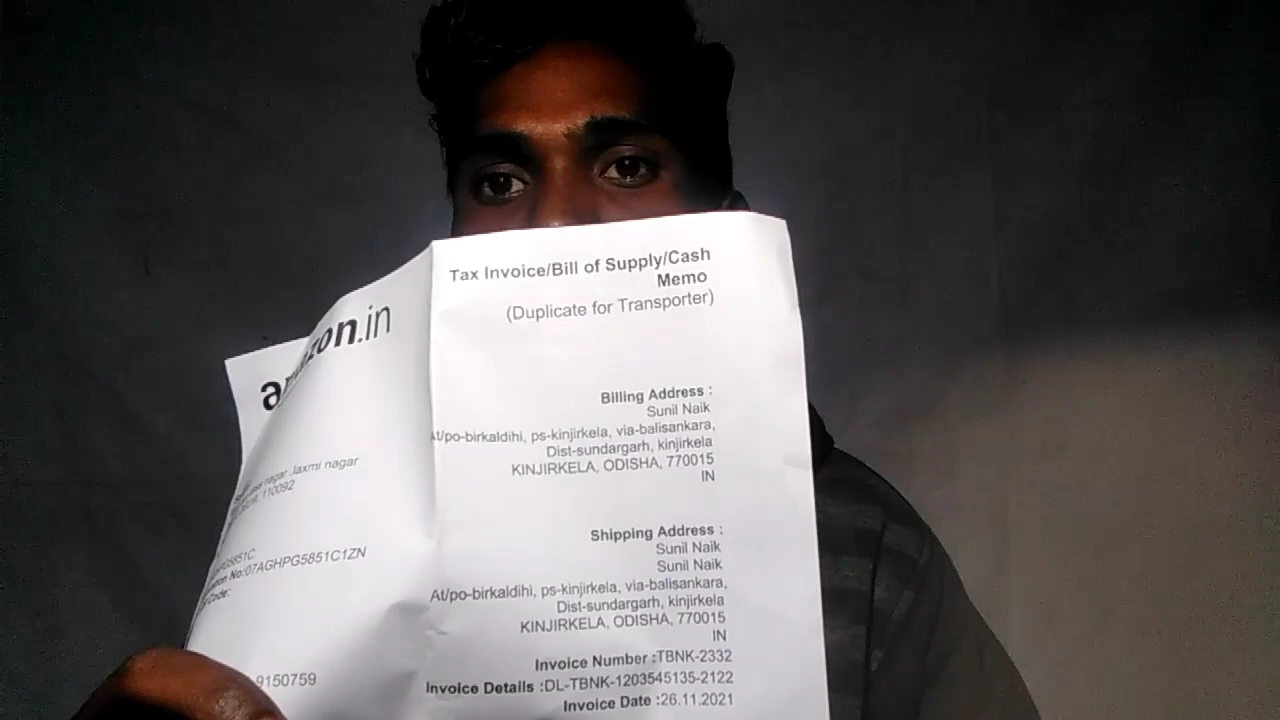 amazon.in
Tax Invoice/Bill of Supply/Cash
Memo
(Duplicate for Transporter)
nagar ,laxmi nagar
110092
G5851C
No:07AGHPG5851C1ZN
Code:
9150759
Billing Address :
Sunil Naik
At/po-birkaldihi, ps-kinjirkela, via-balisankara,
Dist-sundargarh, kinjirkela
KINJIRKELA, ODISHA, 770015
IN
Shipping Address :
Sunil Naik
Sunil Naik
At/po-birkaldihi, ps-kinjirkela, via-balisankara,
Dist-sundargarh, kinjirkela
KINJIRKELA, ODISHA, 770015
IN
Invoice Number :TBNK-2332
Invoice Details :DL-TBNK-1203545135-2122
Invoice Date :26.11.2021